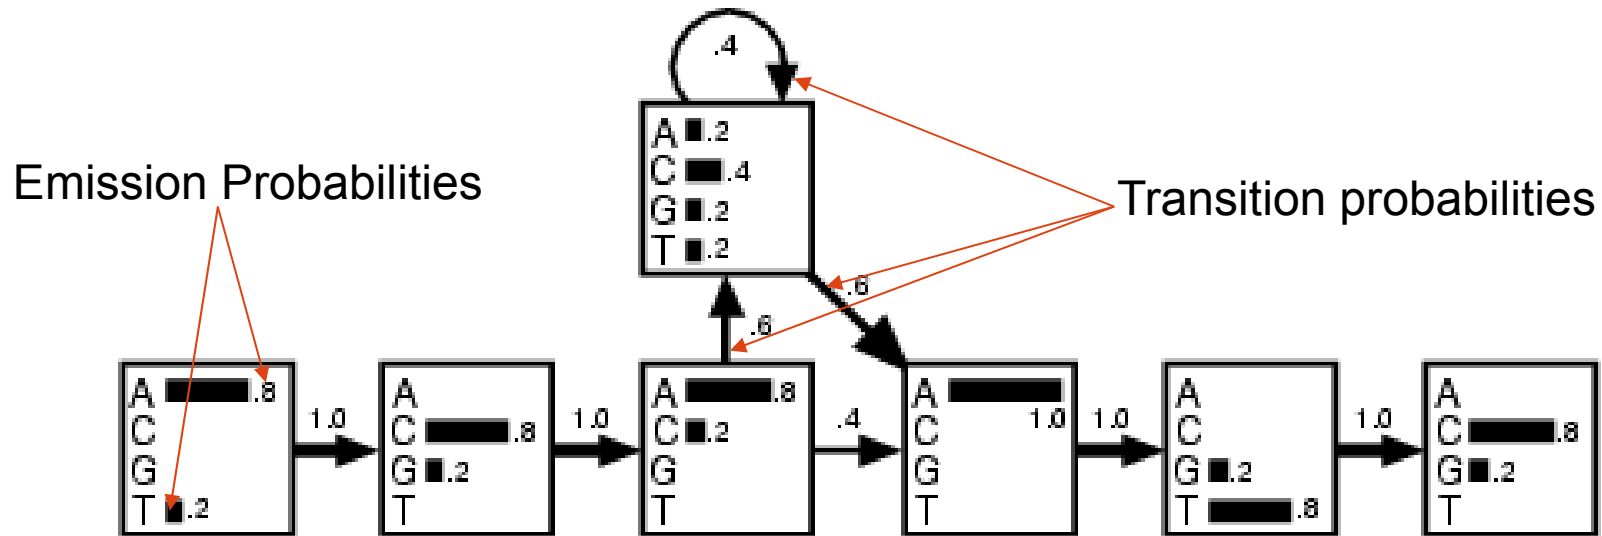 .4
A .2
C .4
G .2
T .2
Emission Probabilities
Transition probabilities
.6
.6
A .8
C
G
T .2
1.0
A
C .8
G .2
T
1.0
A .8
C .2
G
T
.4
A 1.0
C
G
T
1.0
A
C
G .2
T .8
1.0
A
C .8
G .2
T